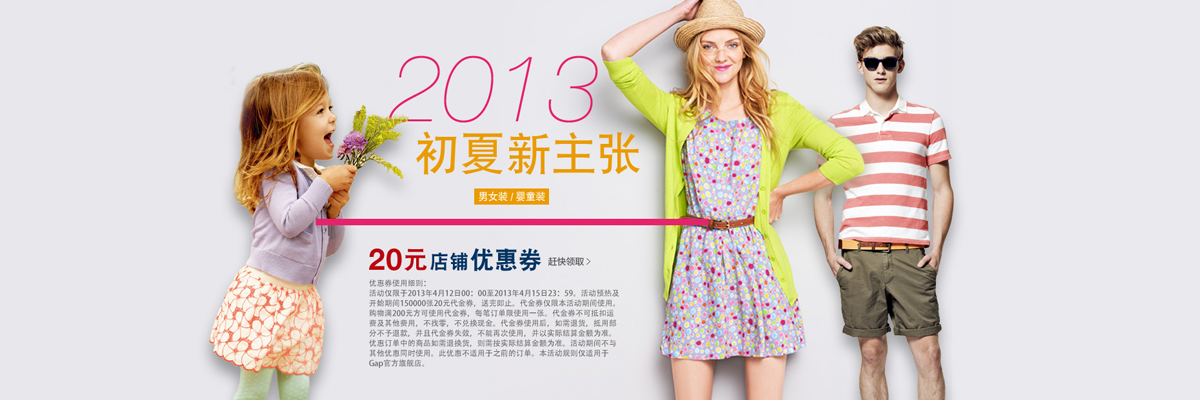 2013
初夏新主张
男女装 / 婴童装
20元店铺优惠券 赶快领取>
优惠券使用细则：
活动仅限于2013年4月12日00：00至2013年4月15日23：59。活动预热及
开始期间150000张20元代金券，送完即止。代金券仅限本活动期间使用。
购物满200元方可使用代金券，每笔订单限使用一张。代金券不可抵扣运
费及其他费用，不找零，不兑换现金。代金券使用后，如需退货，抵用部
分不予退款，并且代金券失效，不能再次使用，并以实际结算金额为准。
优惠订单中的商品如需退换货，则需按实际结算金额为准。活动期间不与
其他优惠同时使用。此优惠不适用于之前的订单。本活动规则仅适用于
Gap官方旗舰店。